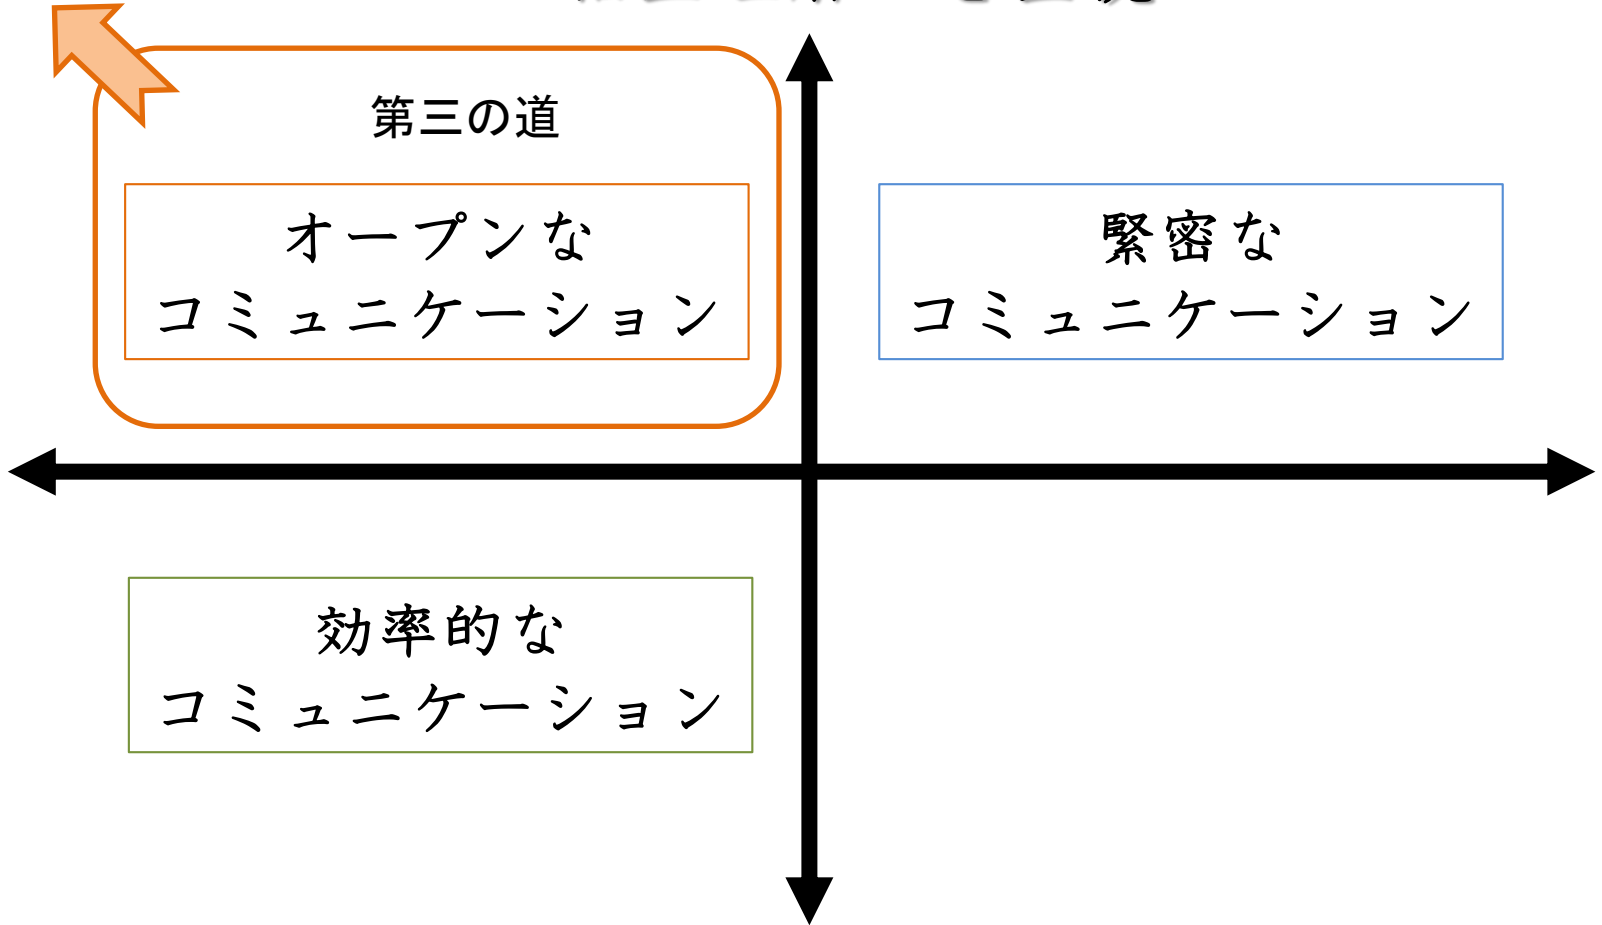 第三の道
オープンな
コミュニケーション
緊密な
コミュニケーション
効率的な
コミュニケーション